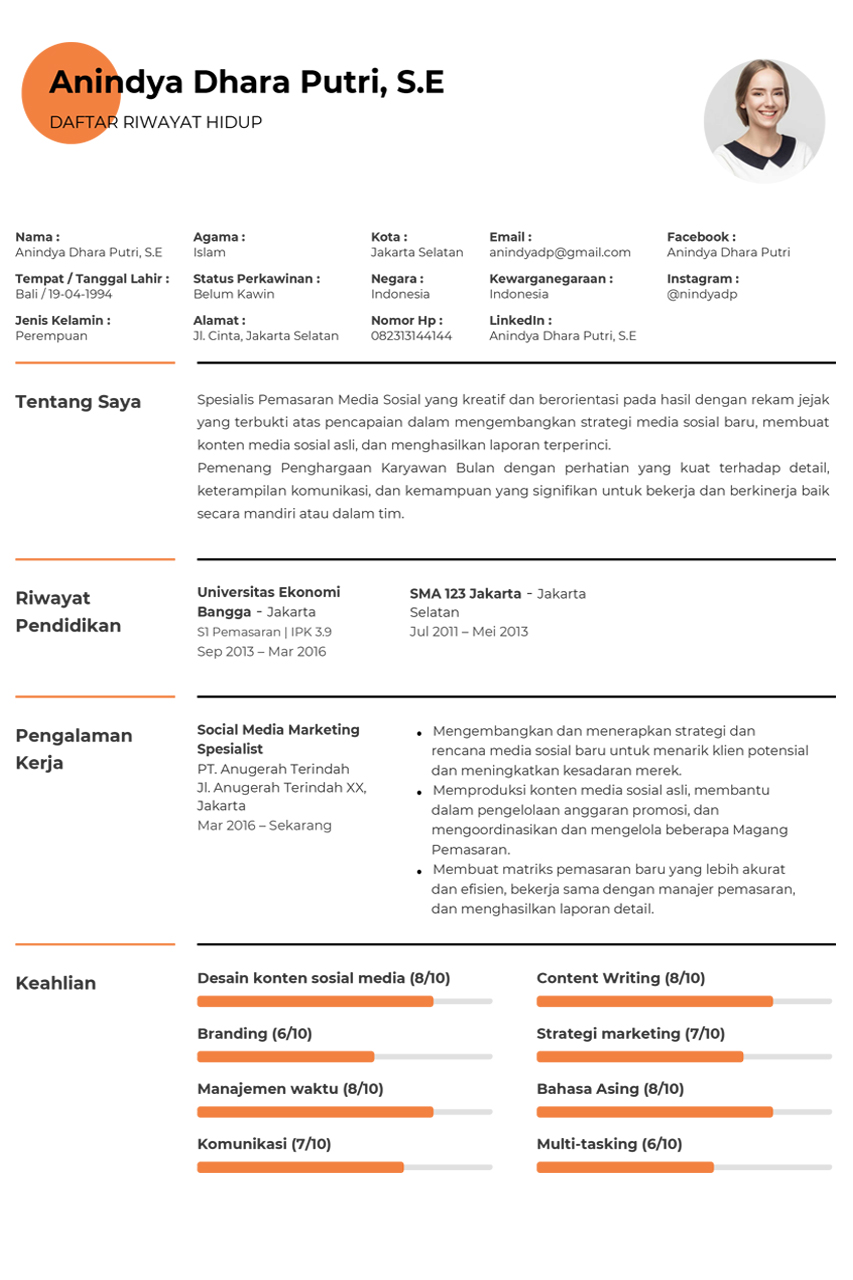 Anindya Dhara Putri, S.E
DAFTAR RIWAYAT HIDUP
Nama :
Anindya Dhara Putri, S.E
Tempat / Tanggal Lahir :
Bali / 19-04-1994
Jenis Kelamin :
Perempuan
Agama :
Islam
Status Perkawinan :
Belum Kawin
Alamat :
Jl. Cinta, Jakarta Selatan
Kota :
Jakarta Selatan
Negara :
Indonesia
Nomor Hp :
082313144144
Email :
anindyadp@gmail.com
Kewarganegaraan :
Indonesia
LinkedIn :
Anindya Dhara Putri, S.E
Facebook :
Anindya Dhara Putri
Instagram :
@nindyadp
Tentang Saya
Spesialis Pemasaran Media Sosial yang kreatif dan berorientasi pada hasil dengan rekam jejak
yang terbukti atas pencapaian dalam mengembangkan strategi media sosial baru, membuat
konten media sosial asli, dan menghasilkan laporan terperinci.
Pemenang Penghargaan Karyawan Bulan dengan perhatian yang kuat terhadap detail,
keterampilan komunikasi, dan kemampuan yang signifikan untuk bekerja dan berkinerja baik
secara mandiri atau dalam tim.
Riwayat
Pendidikan
Universitas Ekonomi
Bangga - Jakarta
S1 Pemasaran | IPK 3.9
Sep 2013 – Mar 2016
SMA 123 Jakarta - Jakarta
Selatan
Jul 2011 – Mei 2013
Pengalaman
Kerja
Social Media Marketing
Spesialist
PT. Anugerah Terindah
Jl. Anugerah Terindah XX,
Jakarta
Mar 2016 – Sekarang
• Mengembangkan dan menerapkan strategi dan
rencana media sosial baru untuk menarik klien potensial
dan meningkatkan kesadaran merek.
• Memproduksi konten media sosial asli, membantu
dalam pengelolaan anggaran promosi, dan
mengoordinasikan dan mengelola beberapa Magang
Pemasaran.
• Membuat matriks pemasaran baru yang lebih akurat
dan efisien, bekerja sama dengan manajer pemasaran,
dan menghasilkan laporan detail.
Keahlian
Desain konten sosial media (8/10)
Branding (6/10)
Manajemen waktu (8/10)
Komunikasi (7/10)
Content Writing (8/10)
Strategi marketing (7/10)
Bahasa Asing (8/10)
Multi-tasking (6/10)